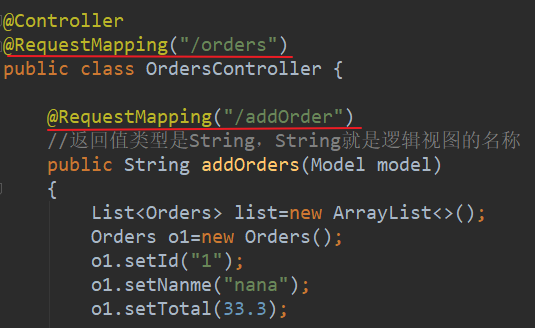 @Controller
@RequestMapping("/orders")
public class OrdersController {
@RequestMapping("/addOrder")
//返回值类型是String，String就是逻辑视图的名称
public String addOrders(Model model)
{
List<Orders> list=new ArrayList<>();
Orders o1=new Orders();
o1.setId("1");
o1.setNanme("nana");
o1.setTotal(33.3);